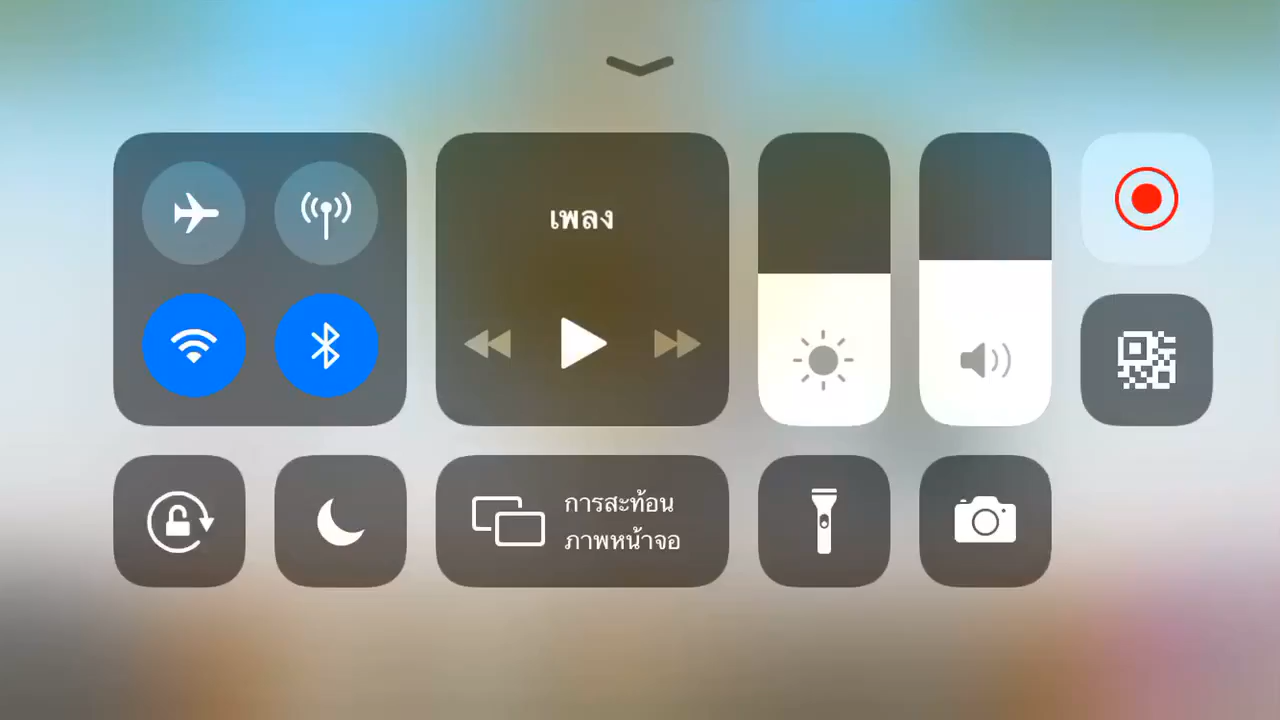 เพลง
การสะท้อน
ภาพหน้าจอ